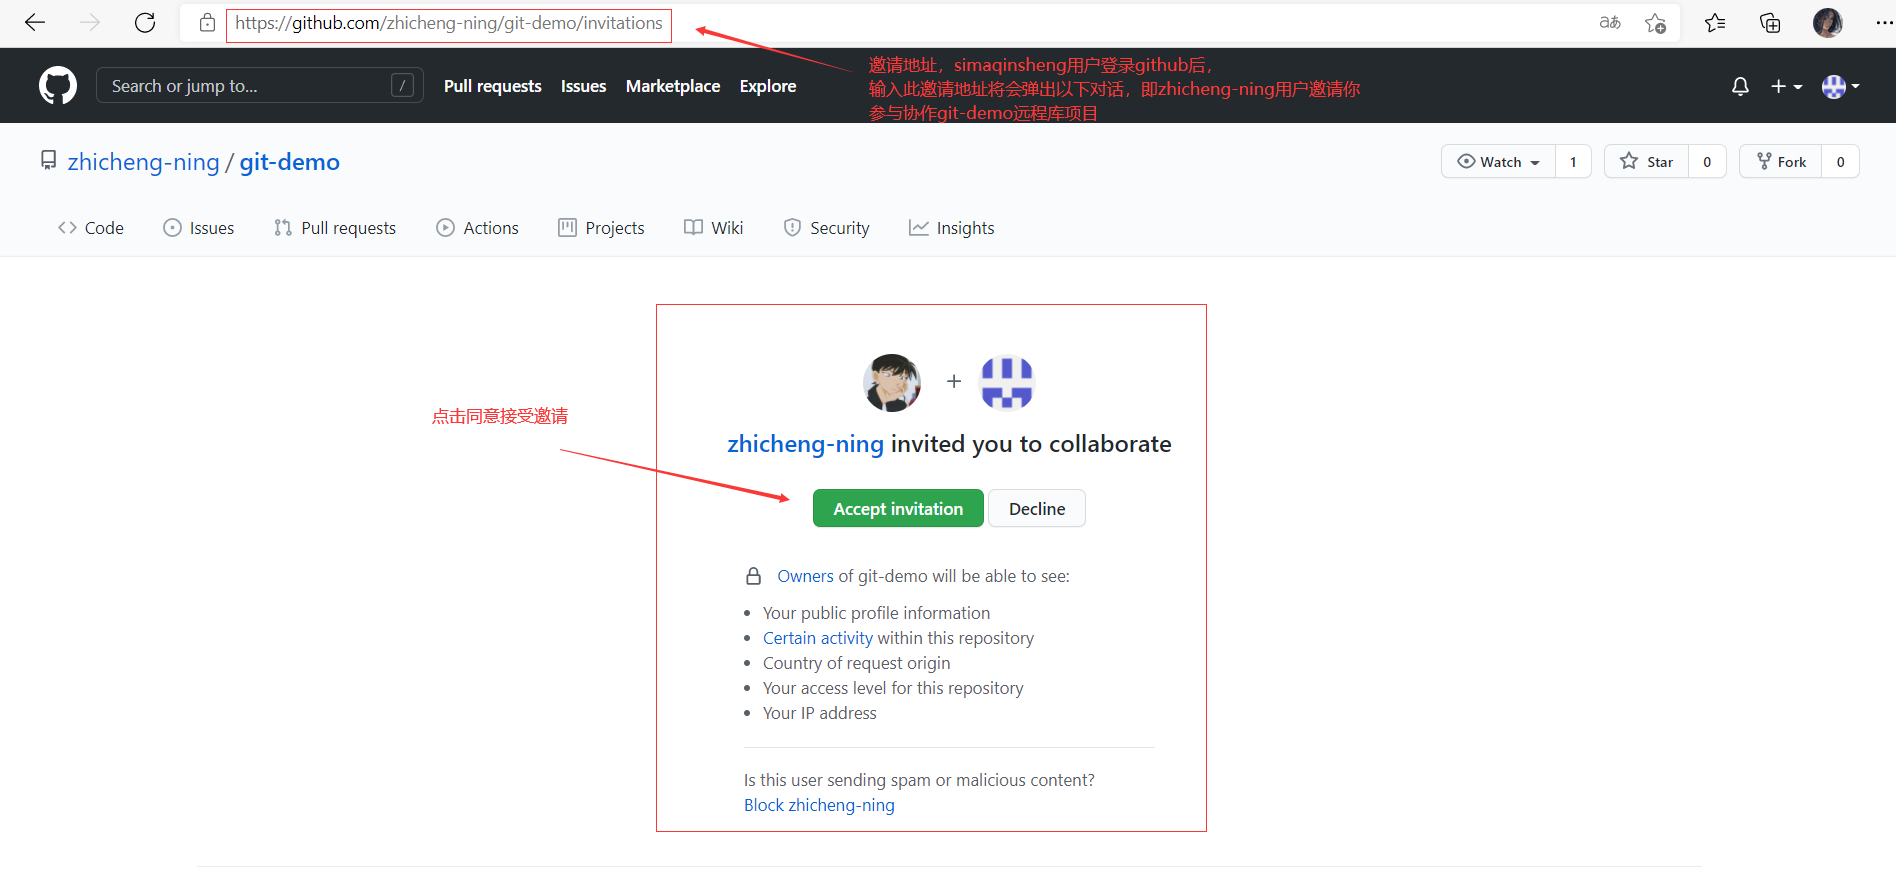 https://github.com/zhicheng-ning/git-demo/invitations
aあ
Search or jump to...
/
Pull requests
Issues
Marketplace
Explore
邀请地址，simaqinsheng用户登录github后，
输入此邀请地址将会弹出以下对话，即zhicheng-ning用户邀请你
参与协作git-demo远程库项目
zhicheng-ning / git-demo
Watch 1
Star 0
Fork 0
Code
Issues
Pull requests
Actions
Projects
Wiki
Security
Insights
点击同意接受邀请
zhicheng-ning invited you to collaborate
Accept invitation
Decline
Owners of git-demo will be able to see:
Your public profile information
Certain activity within this repository
Country of request origin
Your access level for this repository
Your IP address
Is this user sending spam or malicious content?
Block zhicheng-ning